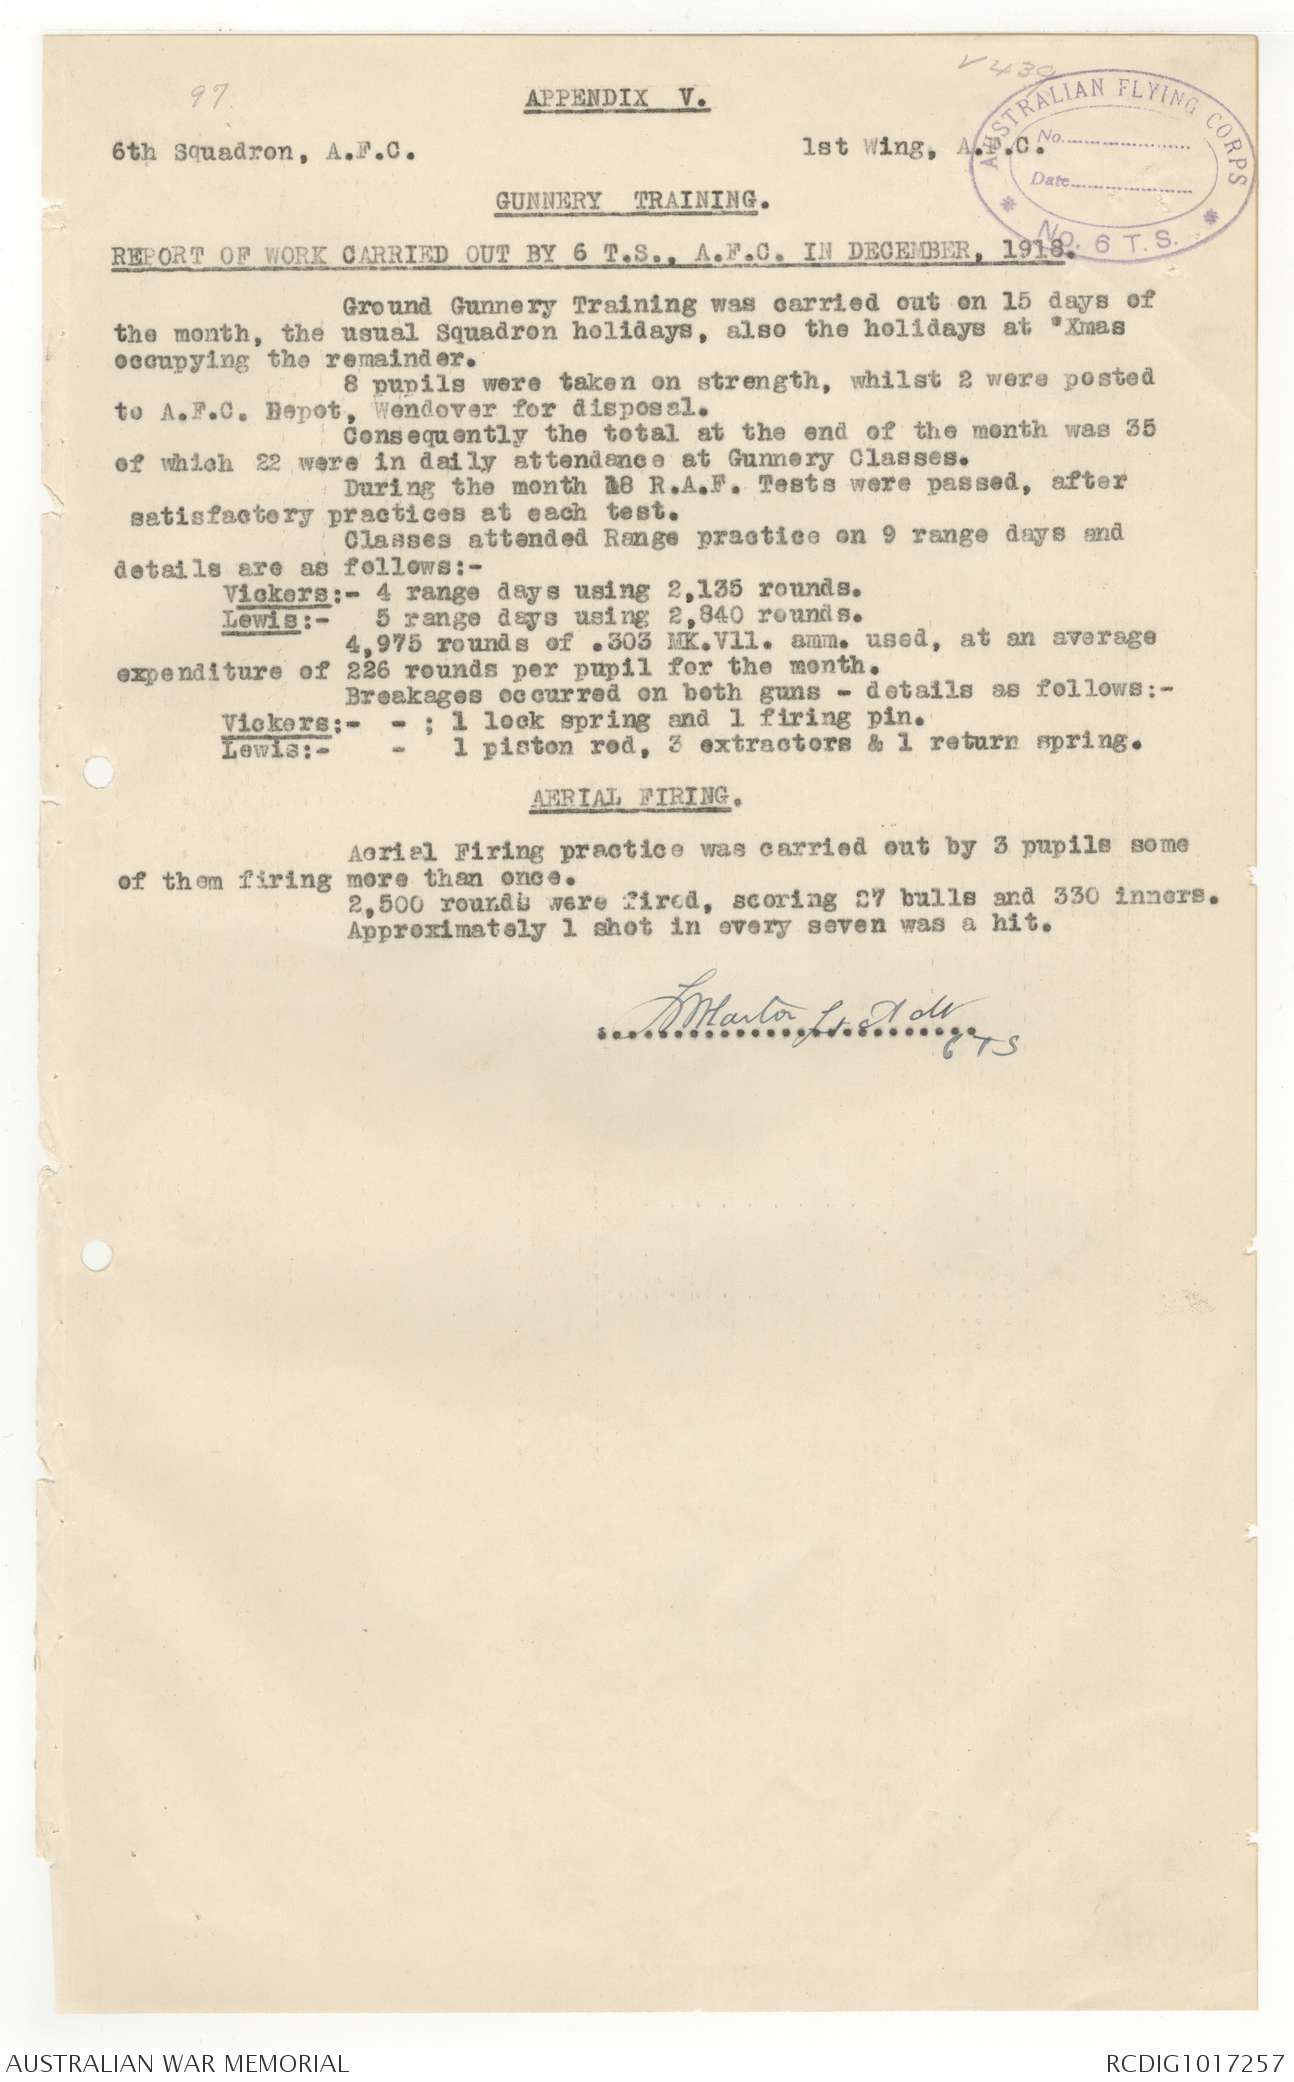 97.
V 439
APPENDIX V.
6th Squadron, A.F.C. 1st Wing, A.F.C.
AUSTRALIAN FLYING CORPS
No.
Date
No. 6 T.S.
GUNNERY TRAINING.
REPORT OF WORK CARRIED OUT BY 6 T.S., A.F.C. IN DECEMBER, 1918.
Ground Gunnery Training was carried out on 15 days of
the month, the usual Squadron holidays, also the holidays at 'Xmas
occupying the remainder.
8 pupils were taken on strength, whilst 2 were posted
to A.F.C. Depot, Wendover for disposal.
Consequently the total at the end of the month was 35
of which 22 were in daily attendance at Gunnery Classes.
During the month 18 R.A.F. Tests were passed, after
satisfactory practices at each test.
Classes attended Range practice on 9 range days and
details are as follows:-
Vickers:- 4 range days using 2,135 rounds.
Lewis:- 5 range days using 2,840 rounds.
4,975 rounds of .303 MK.V11. amm. used, at an average
expenditure of 226 rounds per pupil for the month.
Breakages occurred on both guns - details as follows:-
Vickers:- - ; 1 lock spring and 1 firing pin.
Lewis:- - 1 piston rod, 3 extractors & 1 return spring.
AERIAL FIRING.
Aerial Firing practice was carried out by 3 pupils some
of them firing more than once.
2,500 rounds were fired, scoring 27 bulls and 330 inners.
Approximately 1 shot in every seven was a hit.
Lt
6 TS
AUSTRALIAN WAR MEMORIAL RCDIG1017257